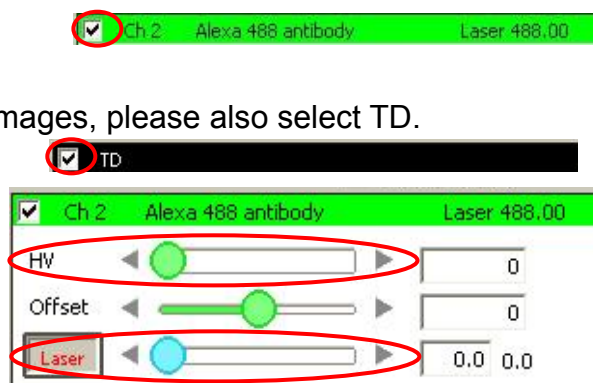 Ch 2 Alexa 488 antibody Laser 488.00
mages, please also select TD.
TD
Ch 2 Alexa 488 antibody Laser 488.00
HV 0
Offset 0
Laser 0.0 0.0